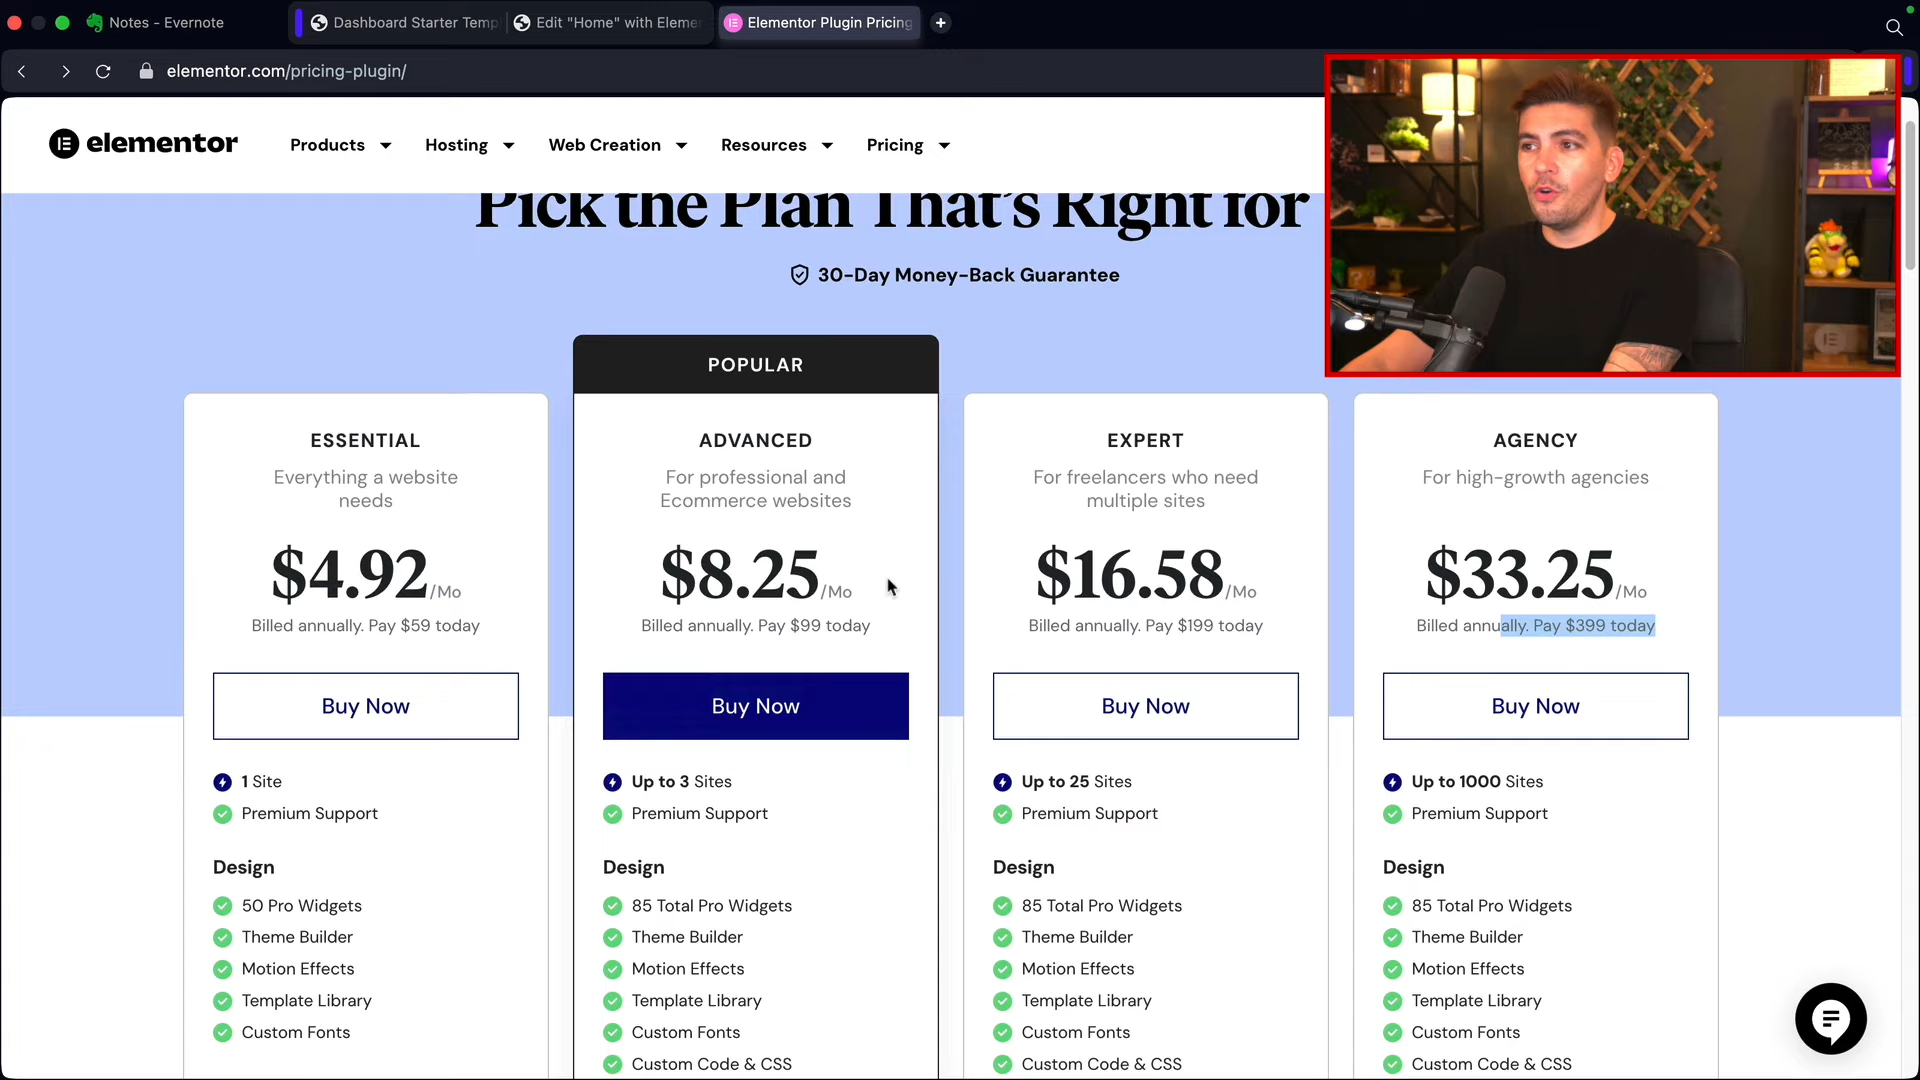 Notes - Evernote
Dashboard Starter Temp
Edit "Home" with Eleme
Elementor Plugin Pricing
elementor.com/pricing-plugin/
elementor
Products
Hosting
Web Creation
Resources
Pricing
Pick the Plan That's Right for
30-Day Money-Back Guarantee
POPULAR
ESSENTIAL
Everything a website
needs
$4.92/Mo
Billed annually. Pay $59 today
Buy Now
1 Site
Premium Support
Design
50 Pro Widgets
Theme Builder
Motion Effects
Template Library
Custom Fonts
ADVANCED
For professional and
Ecommerce websites
$8.25/Mo
Billed annually. Pay $99 today
Buy Now
Up to 3 Sites
Premium Support
Design
85 Total Pro Widgets
Theme Builder
Motion Effects
Template Library
Custom Fonts
Custom Code & CSS
EXPERT
For freelancers who need
multiple sites
$16.58/Mo
Billed annually. Pay $199 today
Buy Now
Up to 25 Sites
Premium Support
Design
85 Total Pro Widgets
Theme Builder
Motion Effects
Template Library
Custom Fonts
Custom Code & CSS
AGENCY
For high-growth agencies
$33.25/Mo
Billed annually. Pay $399 today
Buy Now
Up to 1000 Sites
Premium Support
Design
85 Total Pro Widgets
Theme Builder
Motion Effects
Template Library
Custom Fonts
Custom Code & CSS